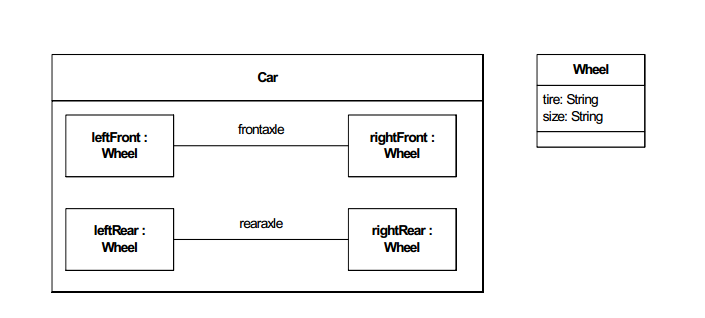 Car
Wheel
tire: String
size: String
leftFront :
Wheel
frontaxle
rightFront :
Wheel
leftRear :
Wheel
rearaxle
rightRear :
Wheel